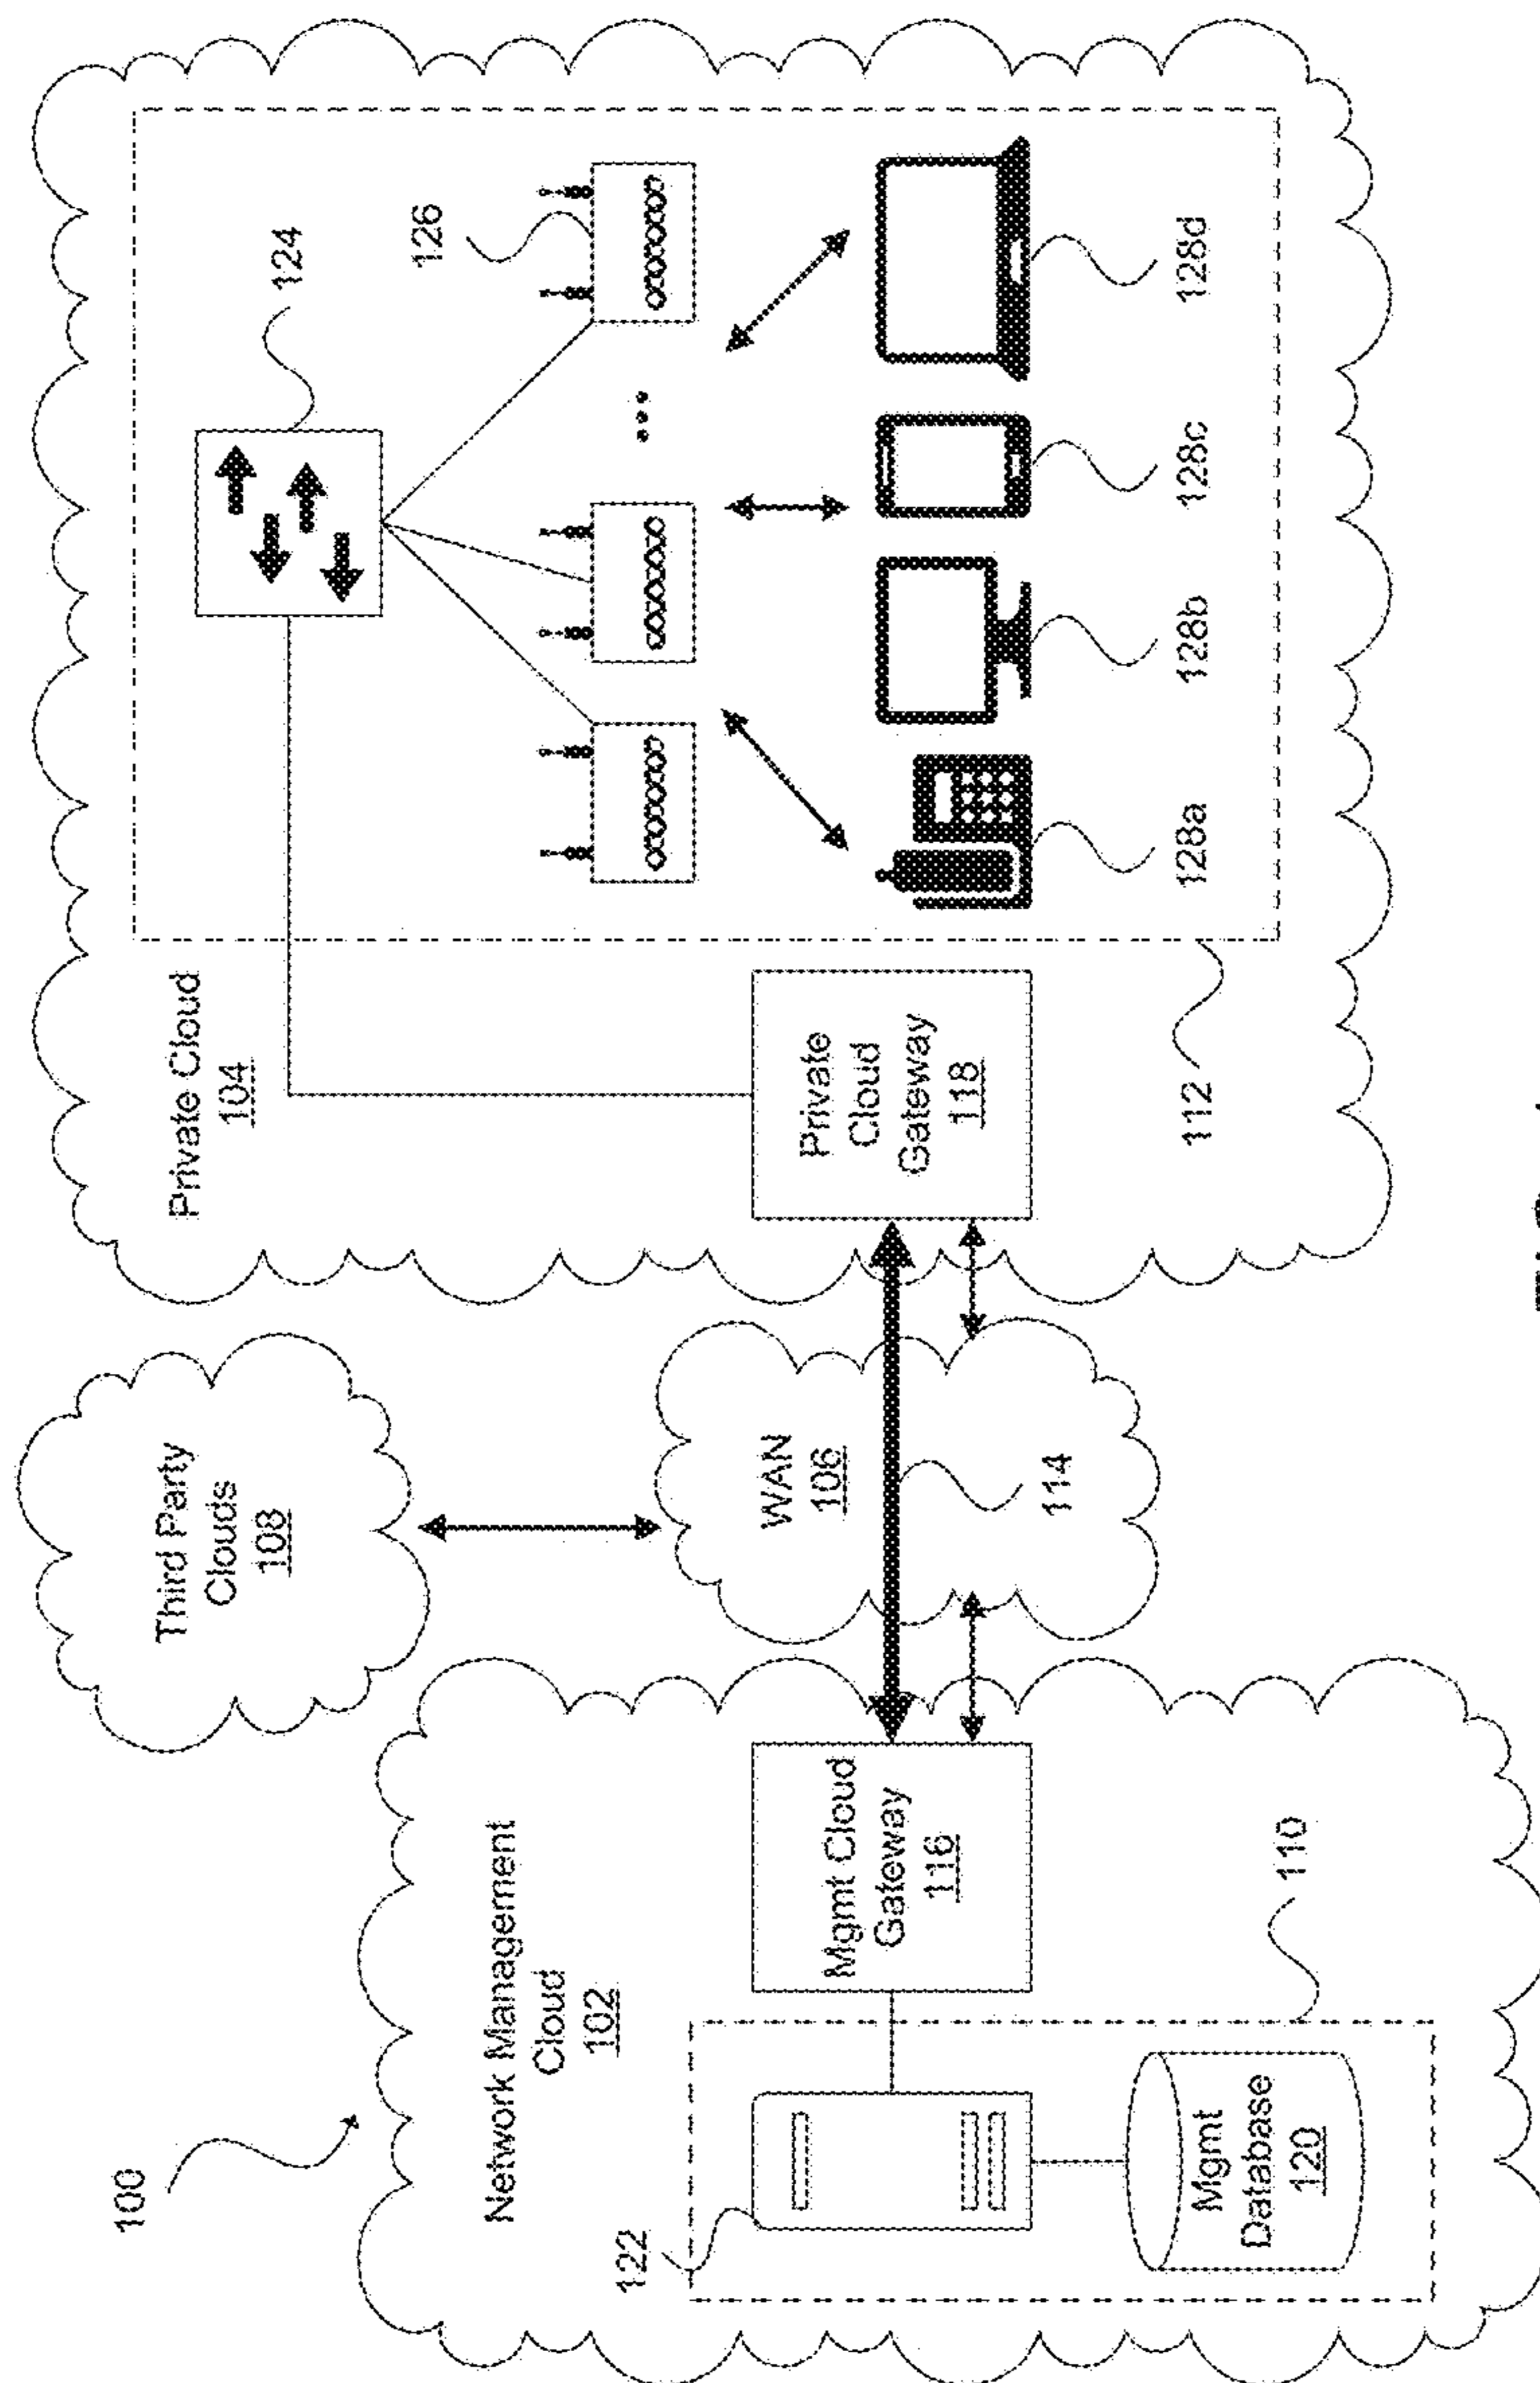 100
Network Management
Cloud
102
122
Mgmt
Database
120
110
Mgmt Cloud
Gateway
116
Third Party
Clouds
108
WAN
106
114
Private Cloud
104
Private
Cloud
Gateway
118
112
124
126
128a
128b
128c
128d